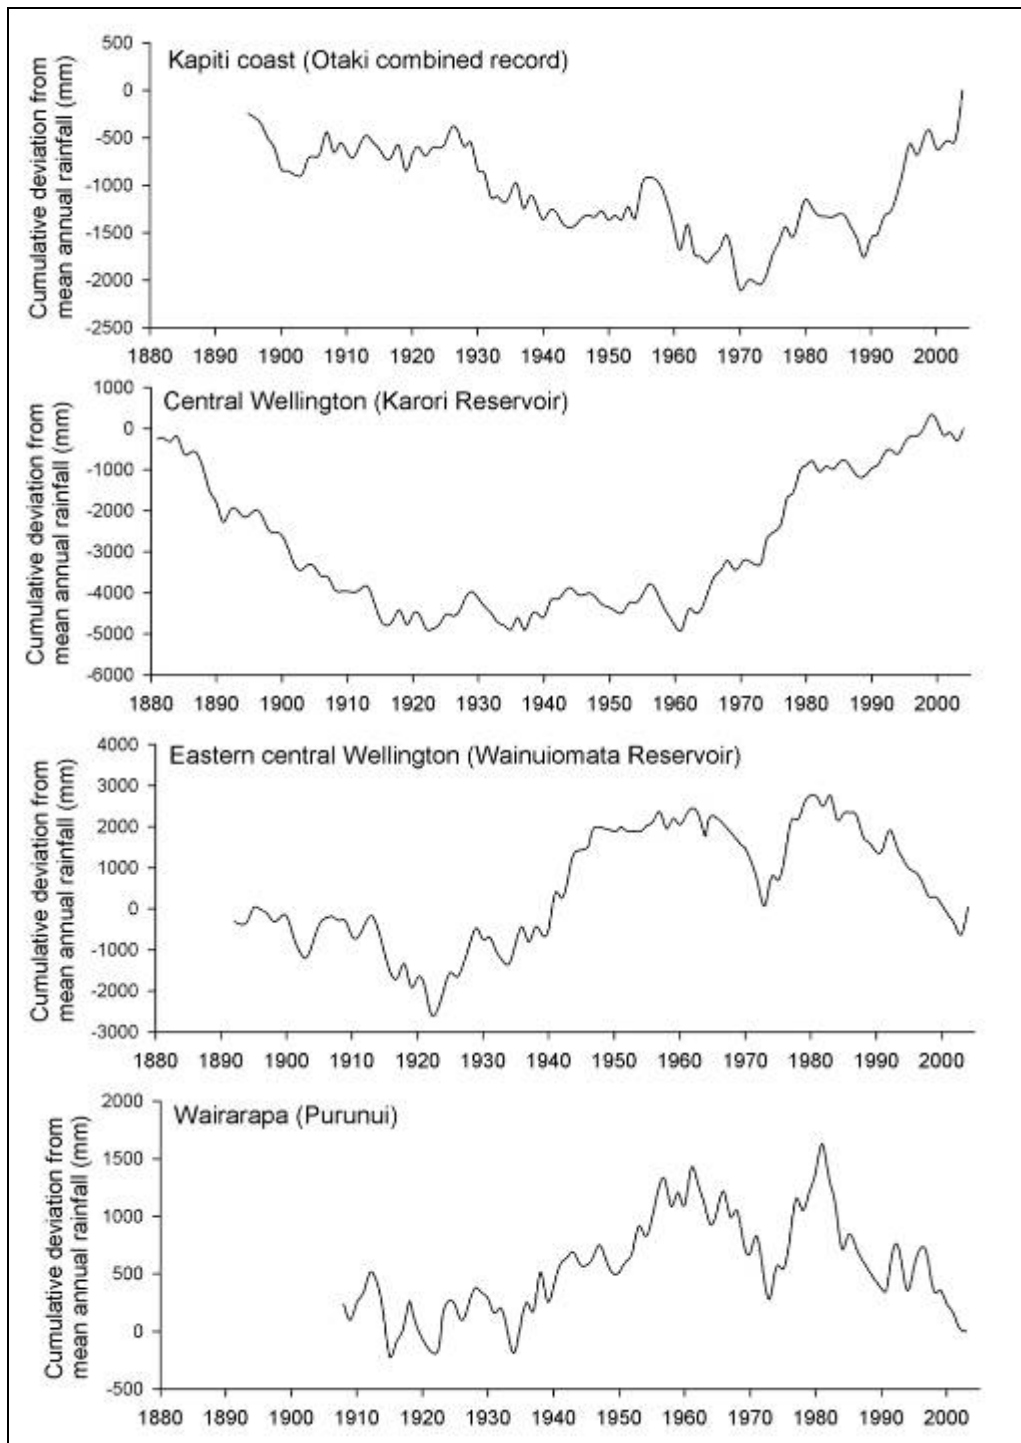 Kapiti coast (Otaki combined record)
Cumulative deviation from
mean annual rainfall (mm)
500
0
-500
-1000
-1500
-2000
-2500
1880 1890 1900 1910 1920 1930 1940 1950 1960 1970 1980 1990 2000
Central Wellington (Karori Reservoir)
Cumulative deviation from
mean annual rainfall (mm)
1000
0
-1000
-2000
-3000
-4000
-5000
-6000
1880 1890 1900 1910 1920 1930 1940 1950 1960 1970 1980 1990 2000
Eastern central Wellington (Wainuiomata Reservoir)
Cumulative deviation from
mean annual rainfall (mm)
4000
3000
2000
1000
0
-1000
-2000
-3000
1880 1890 1900 1910 1920 1930 1940 1950 1960 1970 1980 1990 2000
Wairarapa (Purunui)
Cumulative deviation from
mean annual rainfall (mm)
2000
1500
1000
500
0
-500
1880 1890 1900 1910 1920 1930 1940 1950 1960 1970 1980 1990 2000